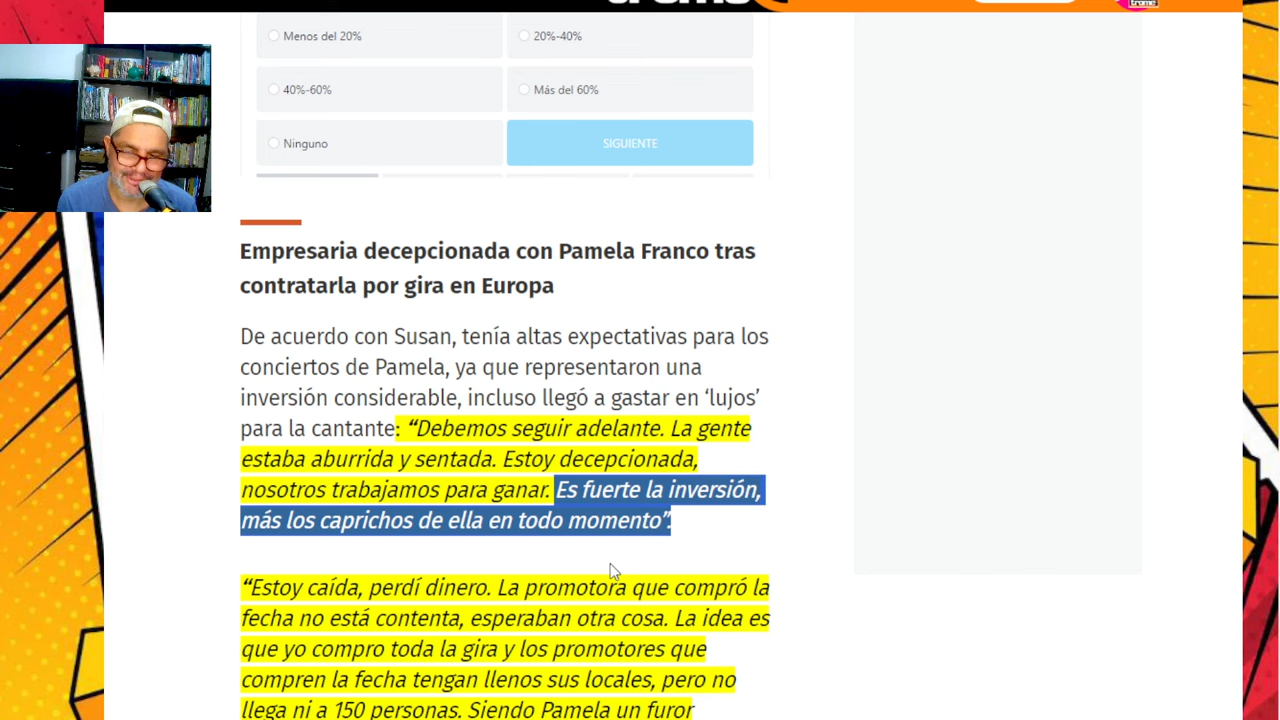 trome
Menos del 20%
20%-40%
40%-60%
Más del 60%
Ninguno
SIGUIENTE
Empresaria decepcionada con Pamela Franco tras
contratarla por gira en Europa
De acuerdo con Susan, tenía altas expectativas para los
conciertos de Pamela, ya que representaron una
inversión considerable, incluso llegó a gastar en ‘lujos’
para la cantante: “Debemos seguir adelante. La gente
estaba aburrida y sentada. Estoy decepcionada,
nosotros trabajamos para ganar. Es fuerte la inversión,
más los caprichos de ella en todo momento”.
“Estoy caída, perdí dinero. La promotora que compró la
fecha no está contenta, esperaban otra cosa. La idea es
que yo compro toda la gira y los promotores que
compren la fecha tengan llenos sus locales, pero no
llega ni a 150 personas. Siendo Pamela un furor